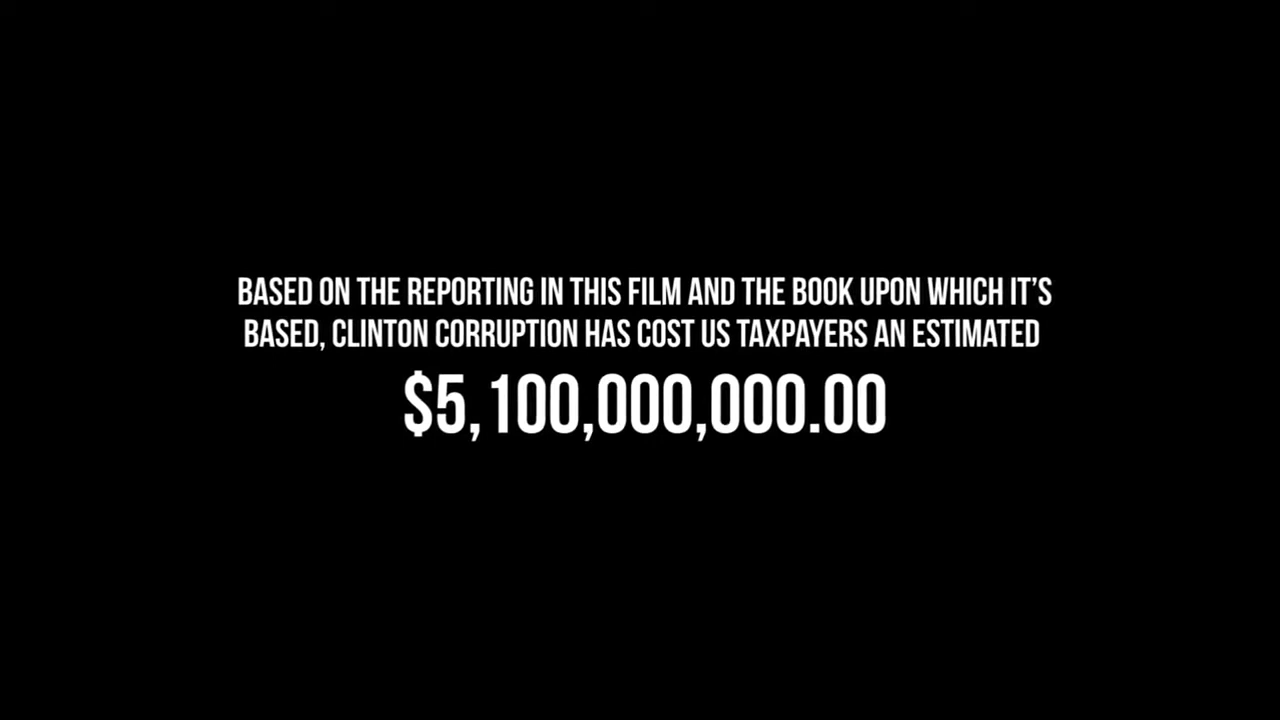 BASED ON THE REPORTING IN THIS FILM AND THE BOOK UPON WHICH IT'S
BASED, CLINTON CORRUPTION HAS COST US TAXPAYERS AN ESTIMATED
$5,100,000,000.00